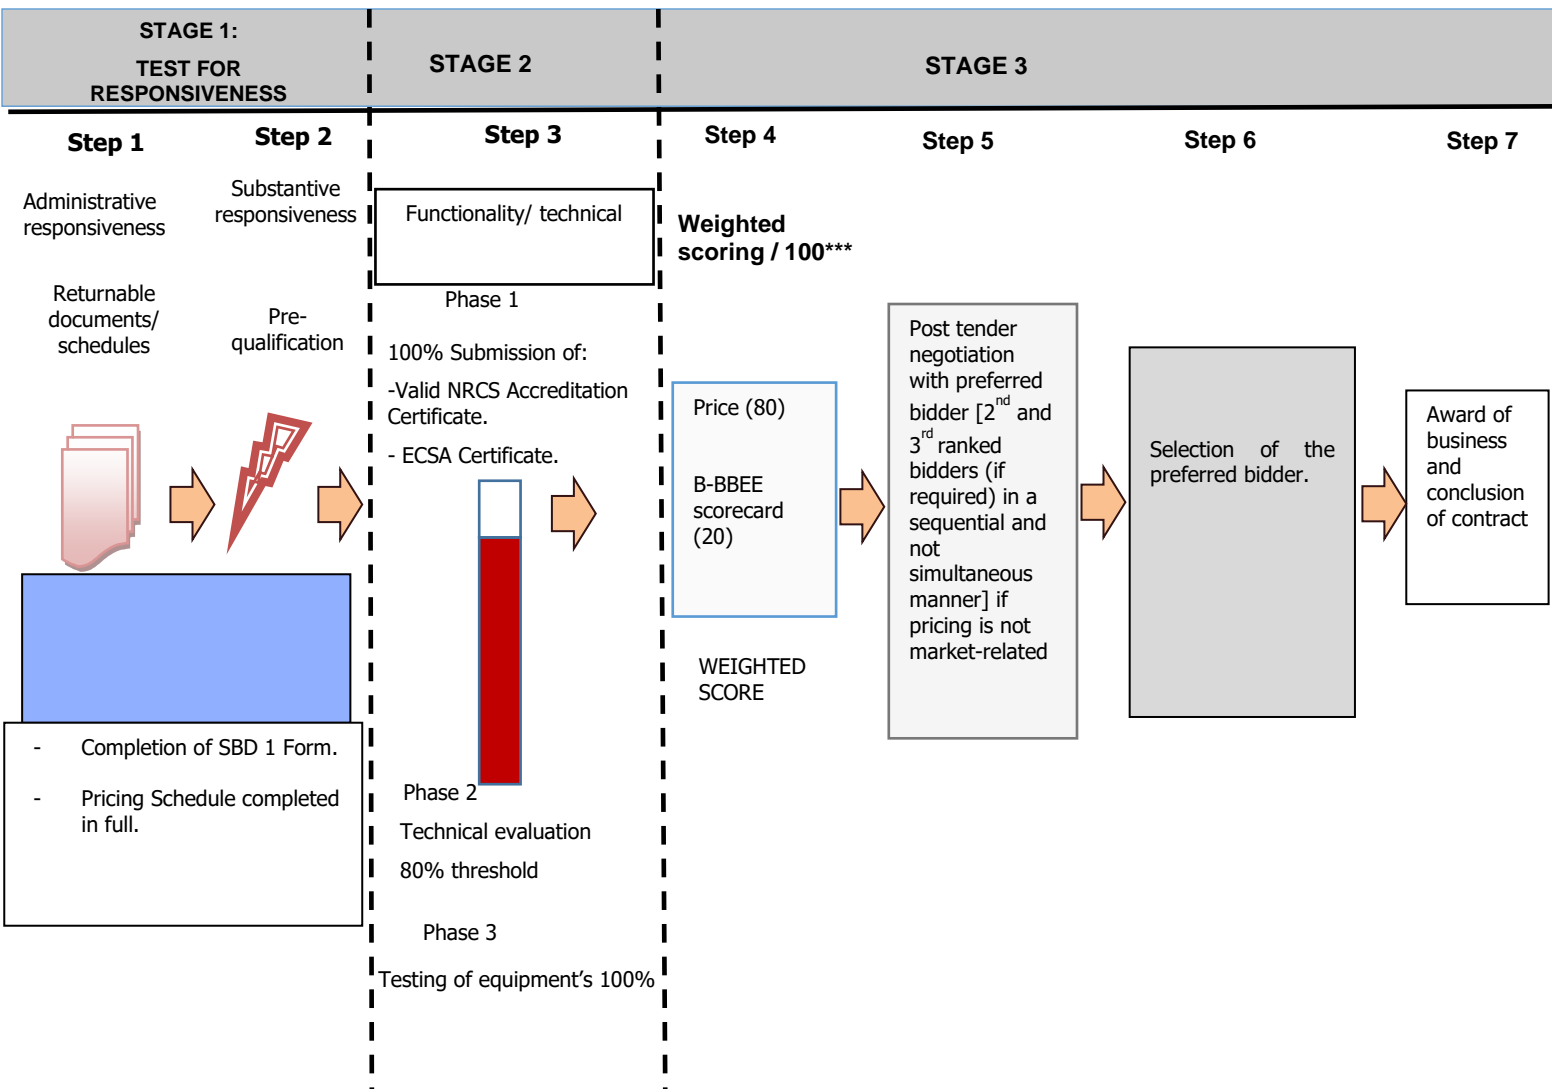 STAGE 1:
TEST FOR
RESPONSIVENESS
STAGE 2
STAGE 3
Step 1
Step 2
Step 3
Step 4
Step 5
Step 6
Step 7
Administrative
responsiveness
Returnable
documents/
schedules
Substantive
responsiveness
Pre-
qualification
- Completion of SBD 1 Form.
- Pricing Schedule completed
in full.
Functionality/ technical
Phase 1
100% Submission of:
-Valid NRCS Accreditation
Certificate.
- ECSA Certificate.
Phase 2
Technical evaluation
80% threshold
Phase 3
Testing of equipment’s 100%
Weighted
scoring / 100***
Price (80)
B-BBEE
scorecard
(20)
WEIGHTED
SCORE
Post tender
negotiation
with preferred
bidder [2nd and
3rd ranked
bidders (if
required) in a
sequential and
not
simultaneous
manner] if
pricing is not
market-related
Selection of the
preferred bidder.
Award of
business
and
conclusion
of contract